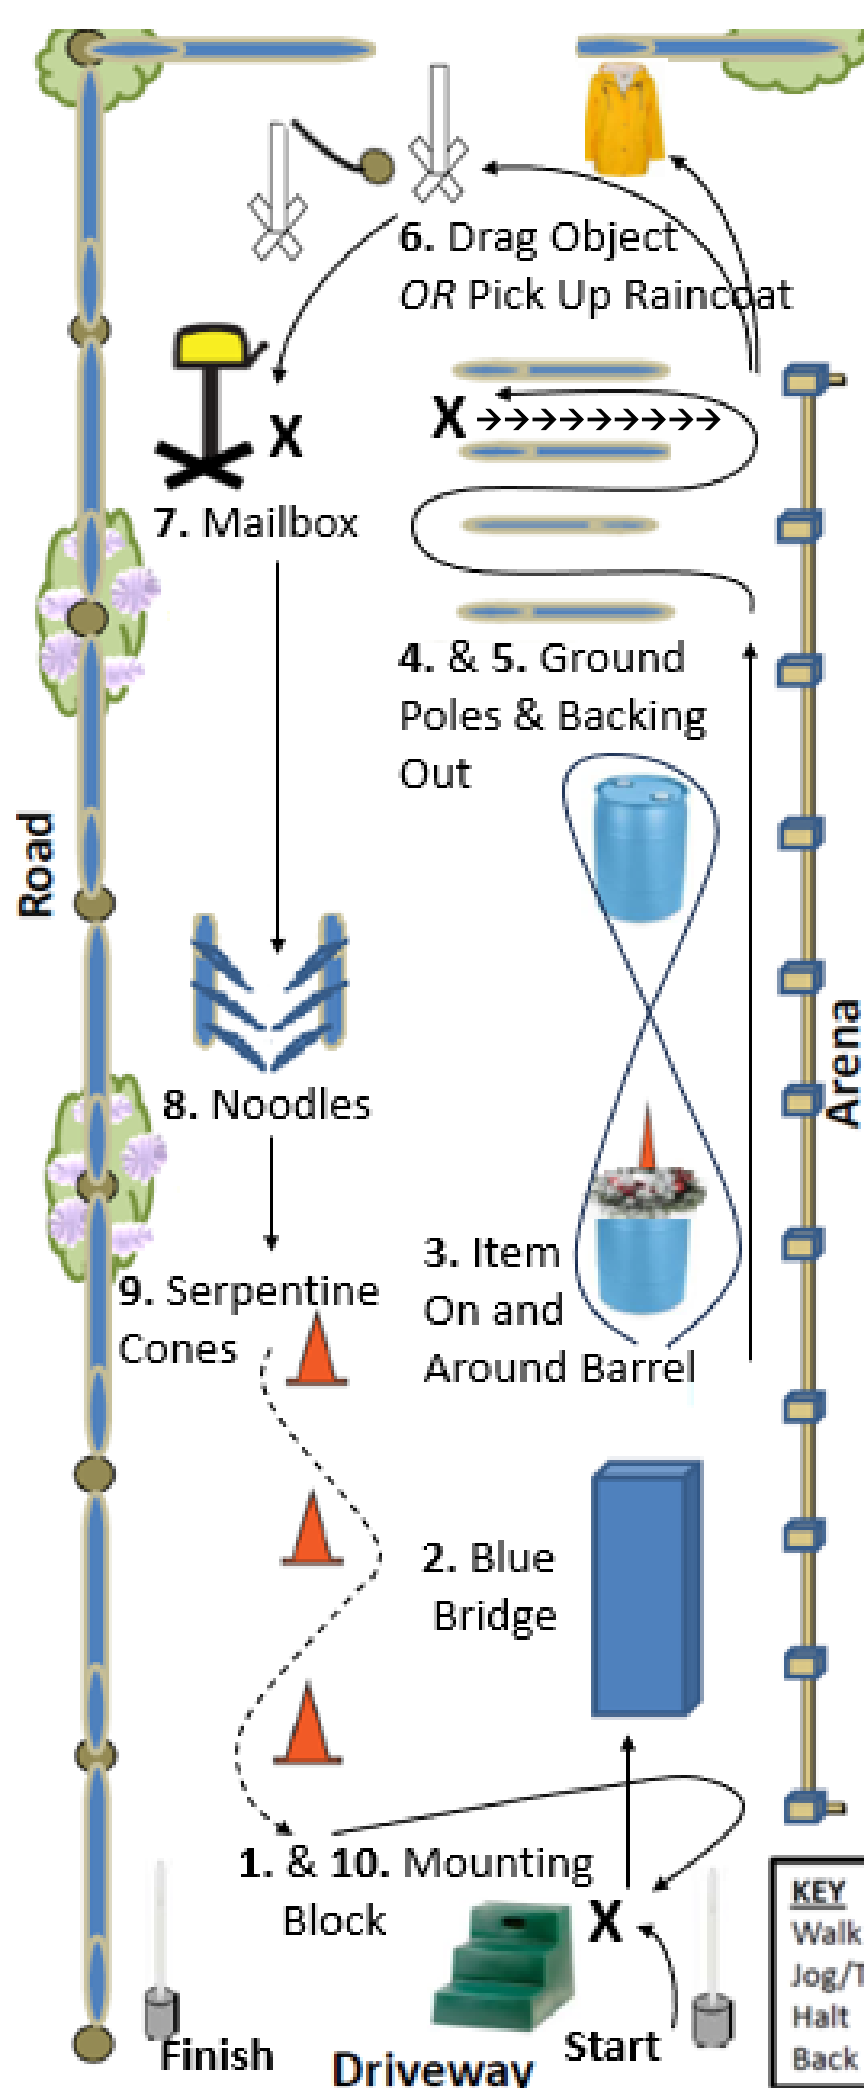 6. Drag Object
OR Pick Up Raincoat
X
X
7. Mailbox
4. & 5. Ground
Poles & Backing
Out
Road
Arena
8. Noodles
3. Item
On and
Around Barrel
9. Serpentine
Cones
2. Blue
Bridge
1. & 10. Mounting
Block
X
KEY
Walk
Jog/T
Halt
Back
Start
Finish
Driveway